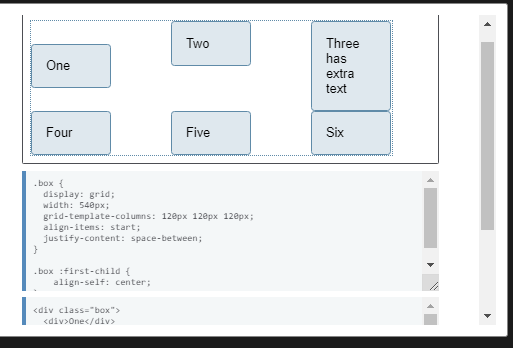 One
Two
Three
has
extra
text
Four
Five
Six
.box {
  display: grid;
  width: 540px;
  grid-template-columns: 120px 120px 120px;
  align-items: start;
  justify-content: space-between;
}
.box :first-child {
    align-self: center;
<div class="box">
  <div>One</div>